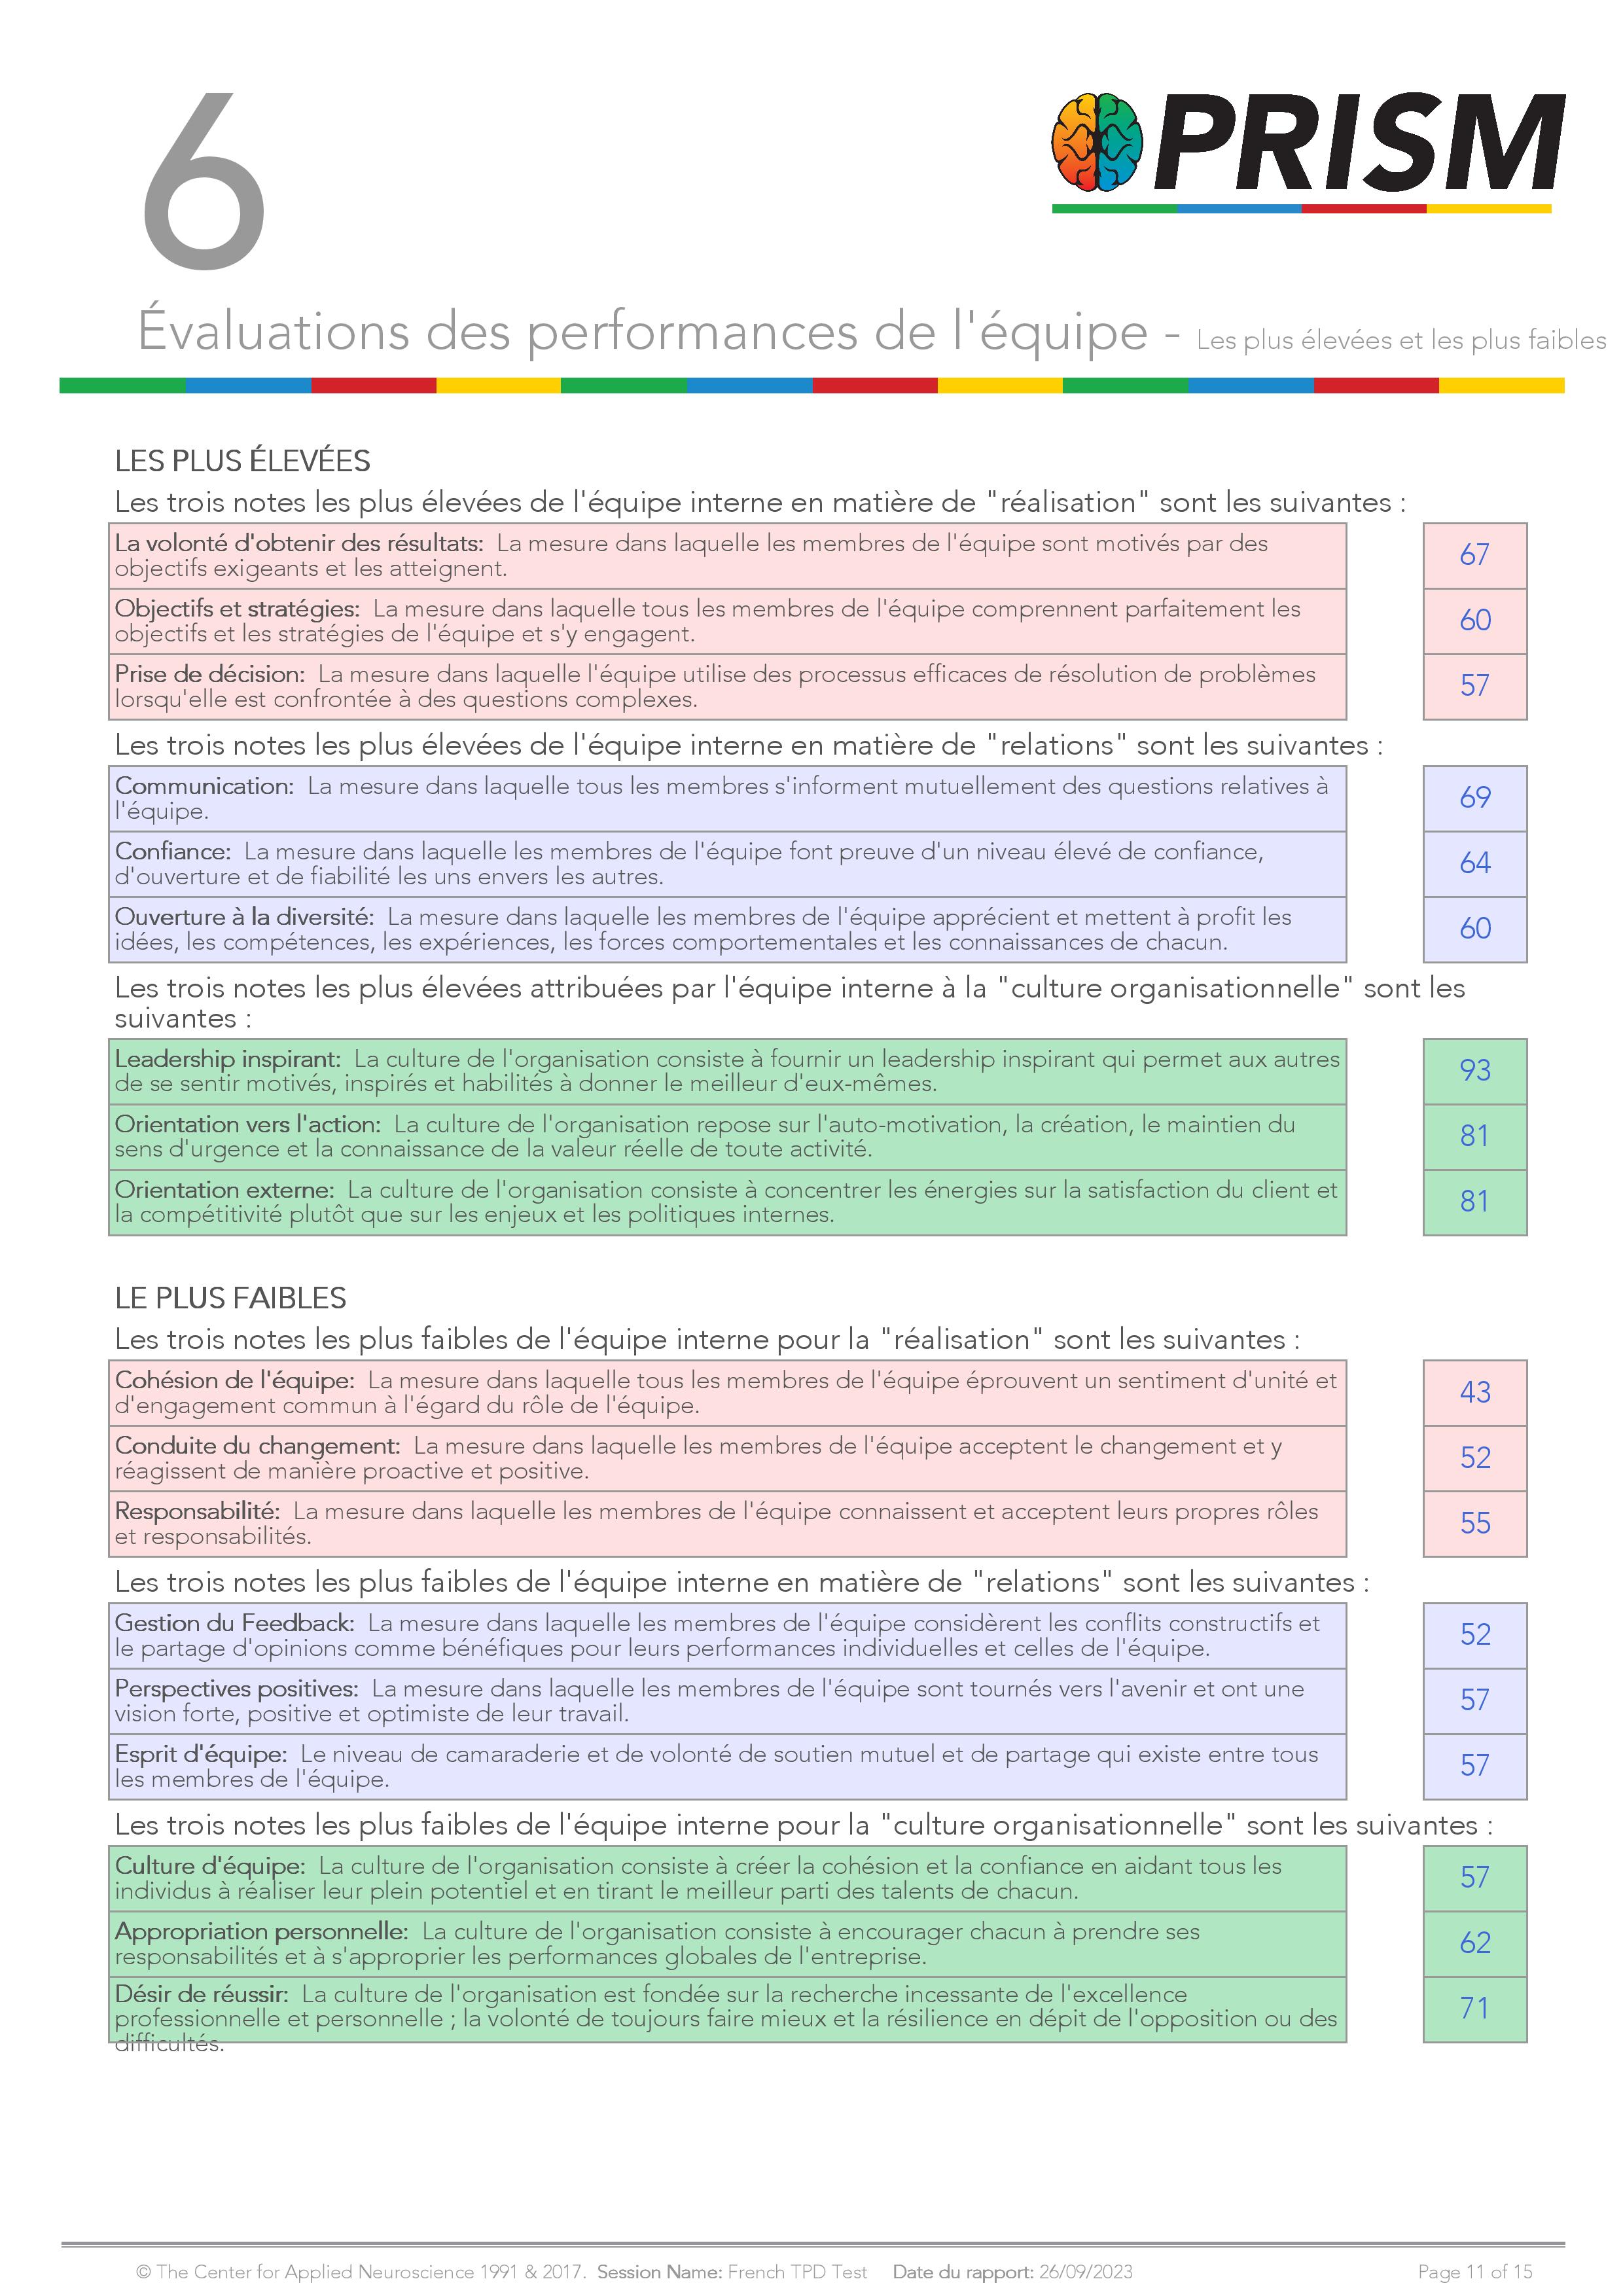 6
PRISM
Évaluations des performances de l'équipe - Les plus élevées et les plus faibles
LES PLUS ÉLEVÉES
Les trois notes les plus élevées de l'équipe interne en matière de "réalisation" sont les suivantes :
La volonté d'obtenir des résultats: La mesure dans laquelle les membres de l'équipe sont motivés par des
objectifs exigeants et les atteignent.
67
Objectifs et stratégies: La mesure dans laquelle tous les membres de l'équipe comprennent parfaitement les
objectifs et les stratégies de l'équipe et s'y engagent.
60
Prise de décision: La mesure dans laquelle l'équipe utilise des processus efficaces de résolution de problèmes
lorsqu'elle est confrontée à des questions complexes.
57
Les trois notes les plus élevées de l'équipe interne en matière de "relations" sont les suivantes :
Communication: La mesure dans laquelle tous les membres s'informent mutuellement des questions relatives à
l'équipe.
69
Confiance: La mesure dans laquelle les membres de l'équipe font preuve d'un niveau élevé de confiance,
d'ouverture et de fiabilité les uns envers les autres.
64
Ouverture à la diversité: La mesure dans laquelle les membres de l'équipe apprécient et mettent à profit les
idées, les compétences, les expériences, les forces comportementales et les connaissances de chacun.
60
Les trois notes les plus élevées attribuées par l'équipe interne à la "culture organisationnelle" sont les
suivantes :
Leadership inspirant: La culture de l'organisation consiste à fournir un leadership inspirant qui permet aux autres
de se sentir motivés, inspirés et habilités à donner le meilleur d'eux-mêmes.
93
Orientation vers l'action: La culture de l'organisation repose sur l'auto-motivation, la création, le maintien du
sens d'urgence et la connaissance de la valeur réelle de toute activité.
81
Orientation externe: La culture de l'organisation consiste à concentrer les énergies sur la satisfaction du client et
la compétitivité plutôt que sur les enjeux et les politiques internes.
81
LE PLUS FAIBLES
Les trois notes les plus faibles de l'équipe interne pour la "réalisation" sont les suivantes :
Cohésion de l'équipe: La mesure dans laquelle tous les membres de l'équipe éprouvent un sentiment d'unité et
d'engagement commun à l'égard du rôle de l'équipe.
43
Conduite du changement: La mesure dans laquelle les membres de l'équipe acceptent le changement et y
réagissent de manière proactive et positive.
52
Responsabilité: La mesure dans laquelle les membres de l'équipe connaissent et acceptent leurs propres rôles
et responsabilités.
55
Les trois notes les plus faibles de l'équipe interne en matière de "relations" sont les suivantes :
Gestion du Feedback: La mesure dans laquelle les membres de l'équipe considèrent les conflits constructifs et
le partage d'opinions comme bénéfiques pour leurs performances individuelles et celles de l'équipe.
52
Perspectives positives: La mesure dans laquelle les membres de l'équipe sont tournés vers l'avenir et ont une
vision forte, positive et optimiste de leur travail.
57
Esprit d'équipe: Le niveau de camaraderie et de volonté de soutien mutuel et de partage qui existe entre tous
les membres de l'équipe.
57
Les trois notes les plus faibles de l'équipe interne pour la "culture organisationnelle" sont les suivantes :
Culture d'équipe: La culture de l'organisation consiste à créer la cohésion et la confiance en aidant tous les
individus à réaliser leur plein potentiel et en tirant le meilleur parti des talents de chacun.
57
Appropriation personnelle: La culture de l'organisation consiste à encourager chacun à prendre ses
responsabilités et à s'approprier les performances globales de l'entreprise.
62
Désir de réussir: La culture de l'organisation est fondée sur la recherche incessante de l'excellence
professionnelle et personnelle ; la volonté de toujours faire mieux et la résilience en dépit de l'opposition ou des
difficultés.
71
© The Center for Applied Neuroscience 1991 & 2017. Session Name: French TPD Test Date du rapport: 26/09/2023 Page 11 of 15